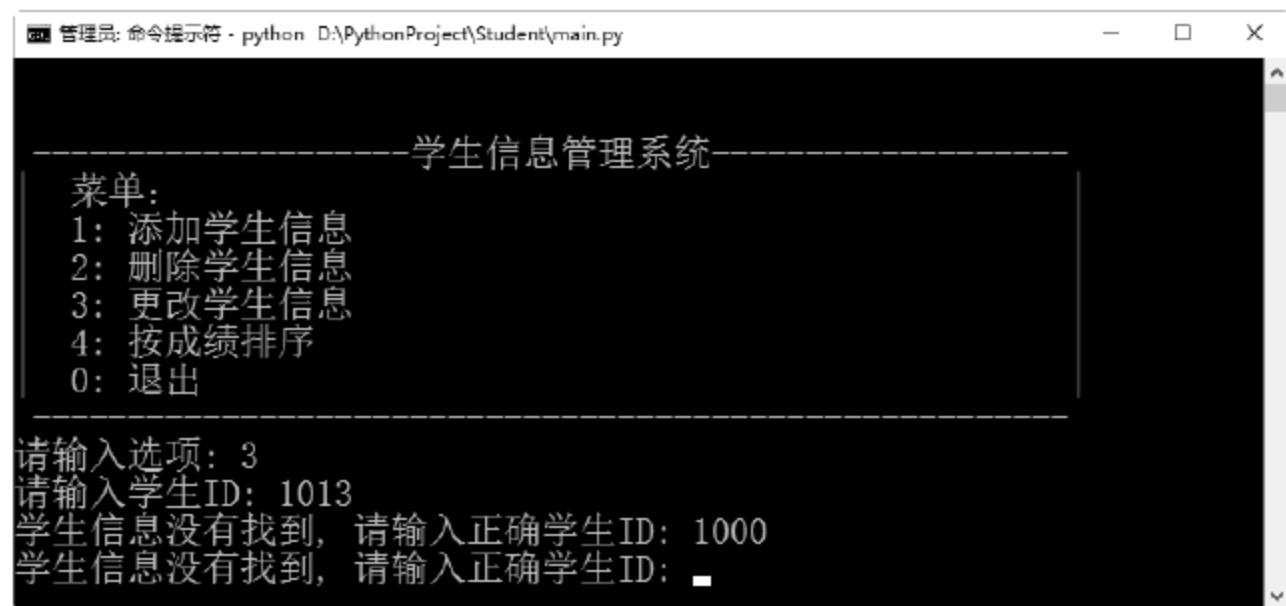 管理员: 命令提示符 - python  D:\PythonProject\Student\main.py
--------------------学生信息管理系统-------------------
菜单:
1: 添加学生信息
2: 删除学生信息
3: 更改学生信息
4: 按成绩排序
0: 退出
请输入选项: 3
请输入学生ID: 1013
学生信息没有找到, 请输入正确学生ID: 1000
学生信息没有找到, 请输入正确学生ID: